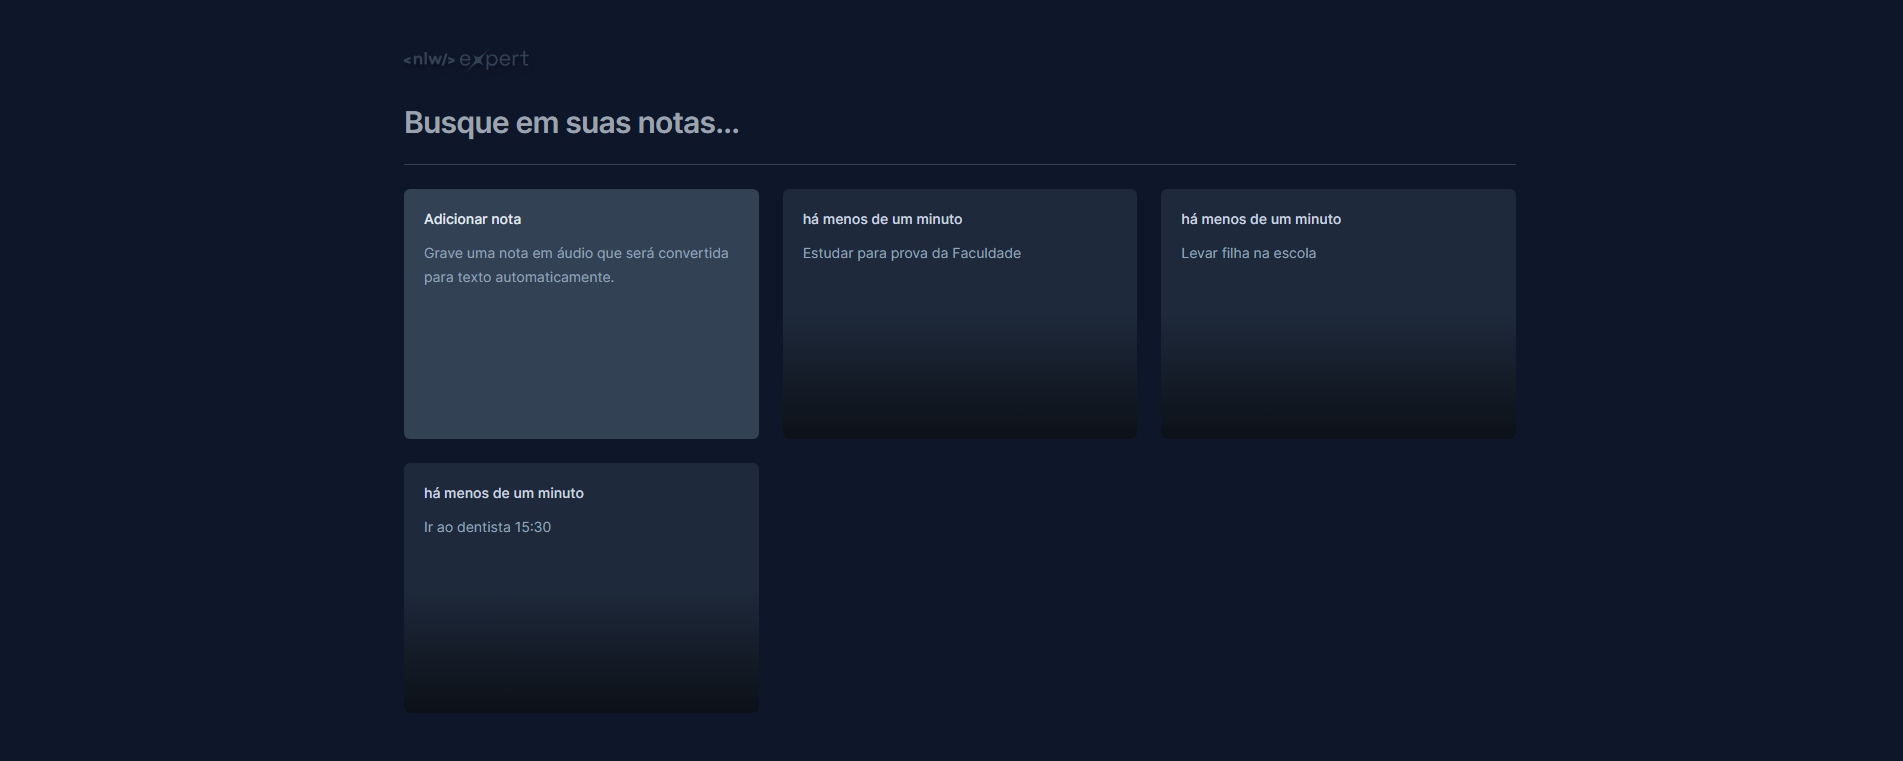 <nlw/> expert
Busque em suas notas...
Adicionar nota
Grave uma nota em áudio que será convertida
para texto automaticamente.
há menos de um minuto
Estudar para prova da Faculdade
há menos de um minuto
Levar filha na escola
há menos de um minuto
Ir ao dentista 15:30